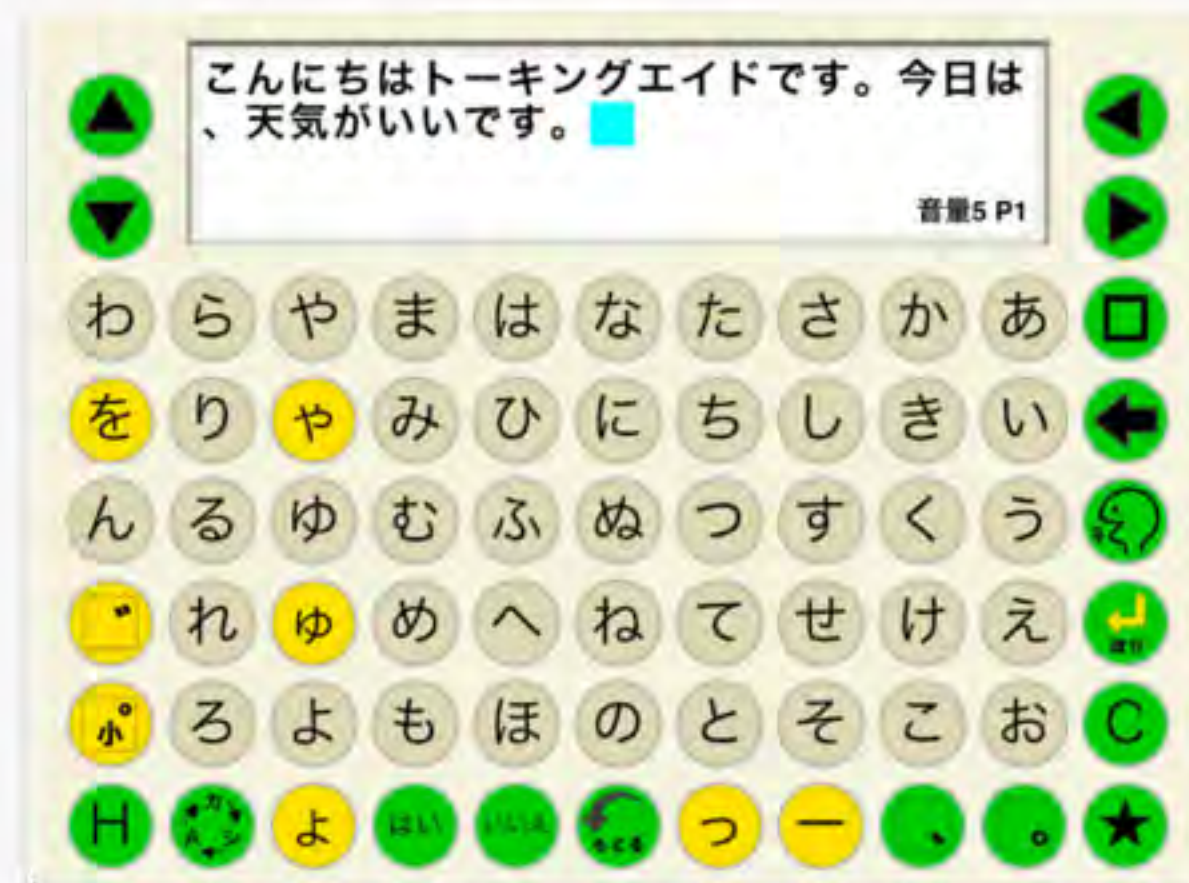 こんにちはトーキングエイドです。今日は
、天気がいいです。
音量5 P1
わ ら や ま は な た さ か あ
を り ゃ み ひ に ち し き い
ん る ゆ む ふ ぬ つ す く う
゛ れ ゅ め へ ね て せ け え
小゜ ろ よ も ほ の と そ こ お C
H カ シ A ょ はい いいえ もどる っ ー 、 。